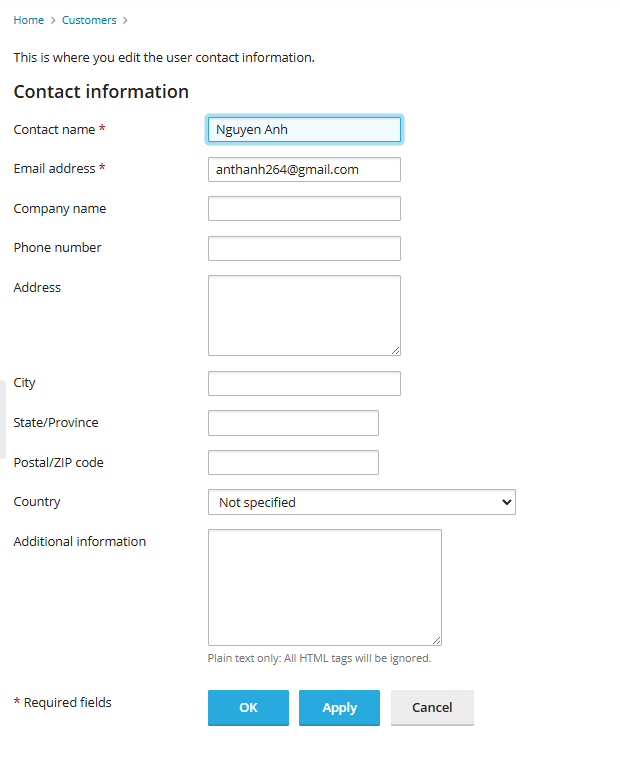 Home > Customers >
This is where you edit the user contact information.
Contact information
Contact name * Nguyen Anh
Email address * anthanh264@gmail.com
Company name
Phone number
Address
City
State/Province
Postal/ZIP code
Country Not specified
Additional information
Plain text only: All HTML tags will be ignored.
* Required fields OK Apply Cancel